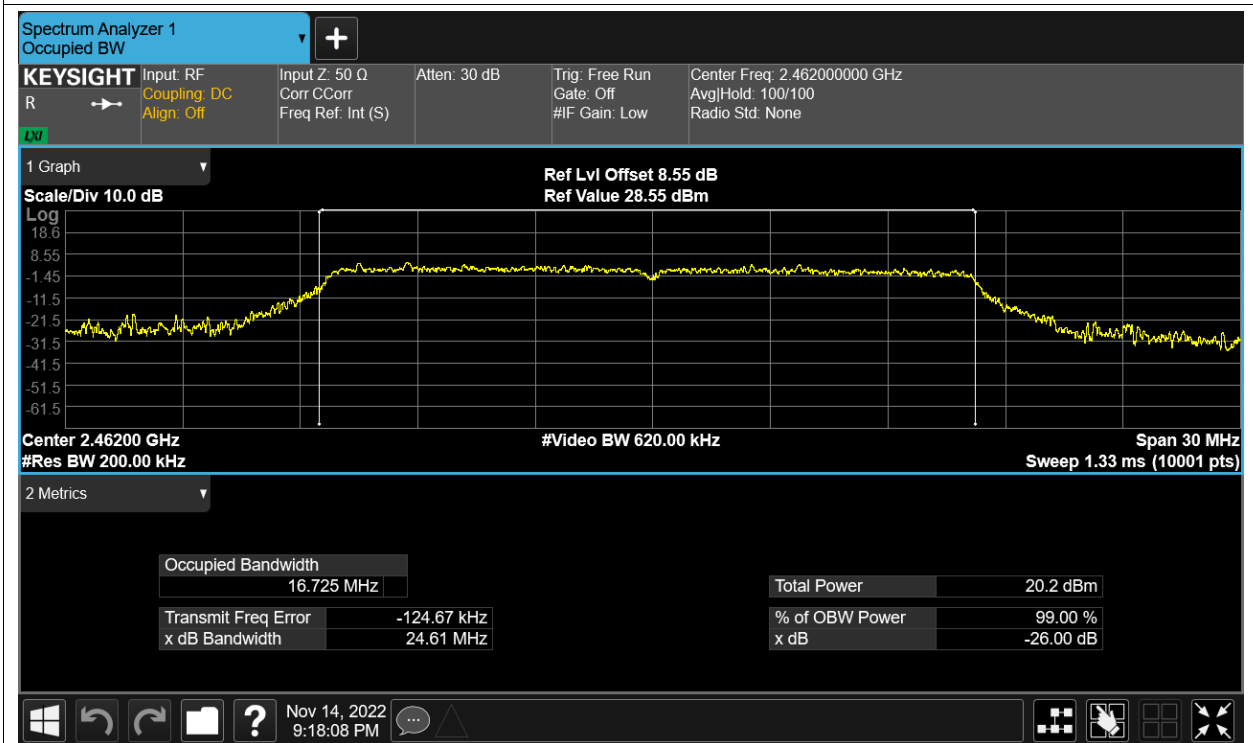 Spectrum Analyzer 1
Occupied BW
KEYSIGHT
R
LXI
Input: RF
Coupling: DC
Align: Off
Input Z: 50 Ω
Corr CCorr
Freq Ref: Int (S)
Atten: 30 dB
Trig: Free Run
Gate: Off
#IF Gain: Low
Center Freq: 2.462000000 GHz
Avg|Hold: 100/100
Radio Std: None
1 Graph
Scale/Div 10.0 dB
Ref Lvl Offset 8.55 dB
Ref Value 28.55 dBm
Log
18.6
8.55
-1.45
-11.5
-21.5
-31.5
-41.5
-51.5
-61.5
Center 2.46200 GHz
#Res BW 200.00 kHz
#Video BW 620.00 kHz
Span 30 MHz
Sweep 1.33 ms (10001 pts)
2 Metrics
Occupied Bandwidth
16.725 MHz
Transmit Freq Error -124.67 kHz
x dB Bandwidth 24.61 MHz
Total Power 20.2 dBm
% of OBW Power 99.00 %
x dB -26.00 dB
?
Nov 14, 2022
9:18:08 PM